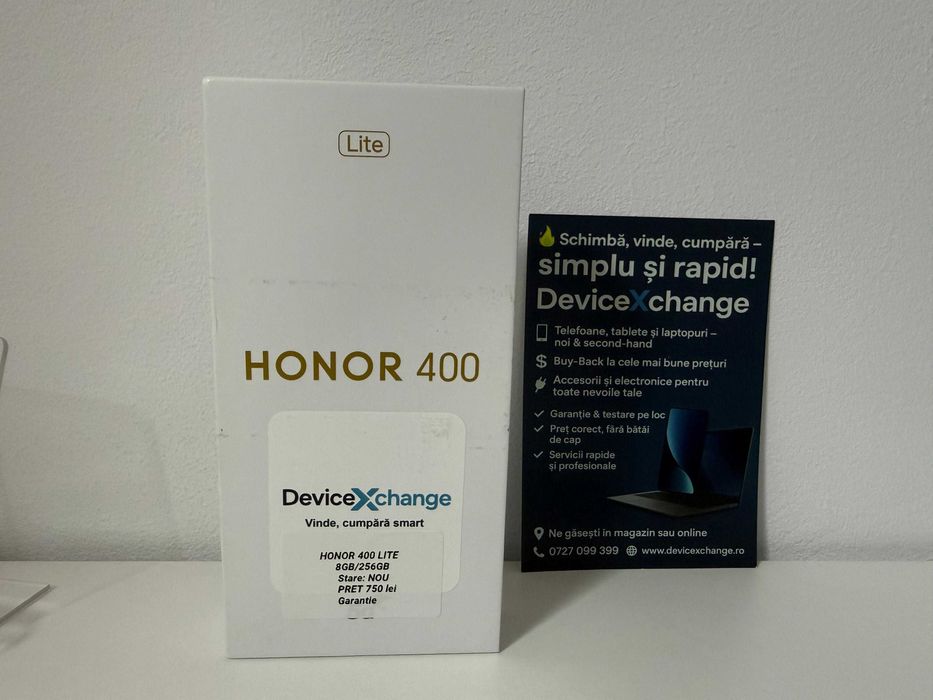 Lite
HONOR 400
DeviceXchange
Vinde, cumpără smart
HONOR 400 LITE
8GB/256GB
Stare: NOU
PRET 750 lei
Garantie
Schimbă, vinde, cumpără –
simplu și rapid!
DeviceXchange
Telefoane, tablete și laptopuri –
noi & second-hand
Buy-Back la cele mai bune prețuri
Accesorii și electronice pentru
toate nevoile tale
Garanție & testare pe loc
Preț corect, fără bătăi
de cap
Servicii rapide
și profesionale
Ne găsești in magazin sau online
0727 099 399 www.devicexchange.ro